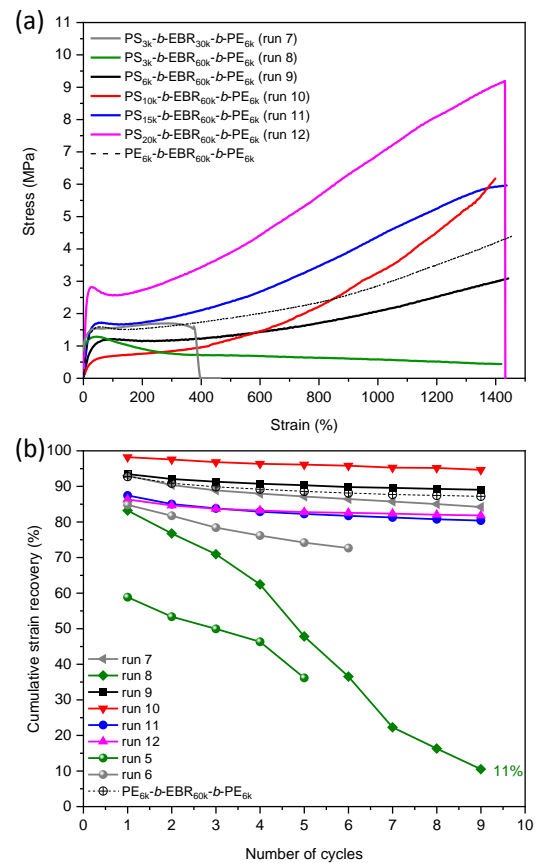 (a)
11
10
9
8
7
6
5
4
3
2
1
0
Stress (MPa)
PS3k-b-EBR30k-b-PE6k (run 7)
PS3k-b-EBR60k-b-PE6k (run 8)
PS6k-b-EBR60k-b-PE6k (run 9)
PS10k-b-EBR60k-b-PE6k (run 10)
PS15k-b-EBR60k-b-PE6k (run 11)
PS20k-b-EBR60k-b-PE6k (run 12)
PE6k-b-EBR60k-b-PE6k
0 200 400 600 800 1000 1200 1400
Strain (%)
(b)
100
90
80
70
60
50
40
30
20
10
0
Cumulative strain recovery (%)
run 7
run 8
run 9
run 10
run 11
run 12
run 5
run 6
PE6k-b-EBR60k-b-PE6k
11%
0 1 2 3 4 5 6 7 8 9 10
Number of cycles